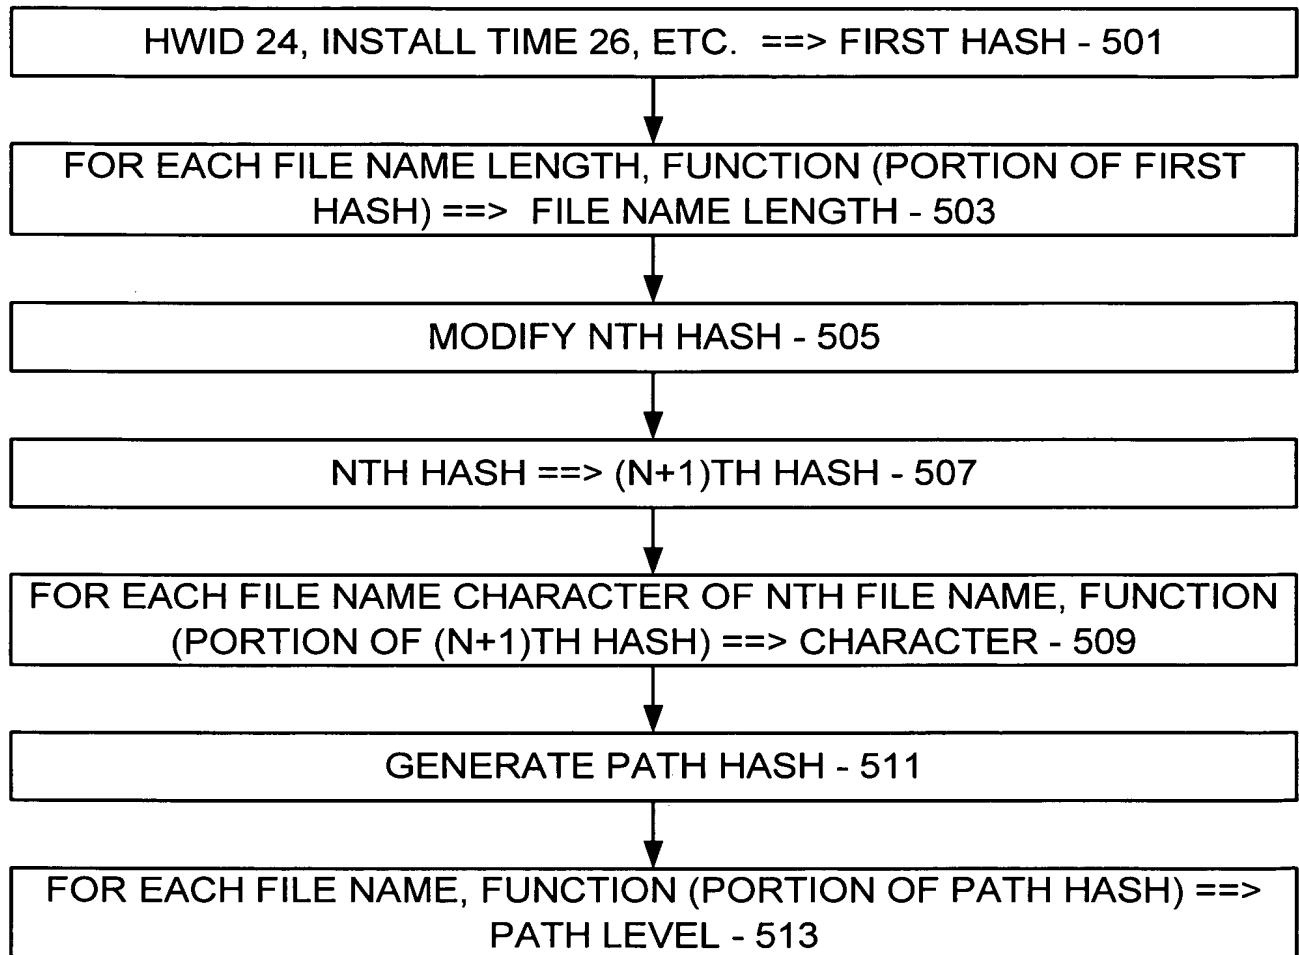 HWID 24, INSTALL TIME 26, ETC. ==> FIRST HASH - 501
FOR EACH FILE NAME LENGTH, FUNCTION (PORTION OF FIRST
HASH) ==> FILE NAME LENGTH - 503
MODIFY NTH HASH - 505
NTH HASH ==> (N+1)TH HASH - 507
FOR EACH FILE NAME CHARACTER OF NTH FILE NAME, FUNCTION
(PORTION OF (N+1)TH HASH) ==> CHARACTER - 509
GENERATE PATH HASH - 511
FOR EACH FILE NAME, FUNCTION (PORTION OF PATH HASH) ==>
PATH LEVEL - 513